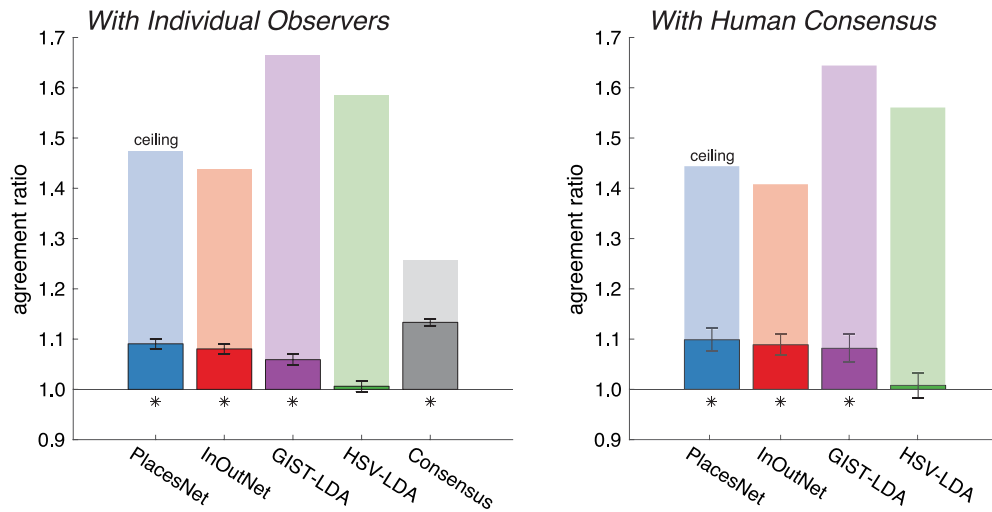 With Individual Observers
agreement ratio
1.7
1.6
1.5
1.4
1.3
1.2
1.1
1.0
0.9
ceiling
* * * *
PlacesNet
InOutNet
GIST-LDA
HSV-LDA
Consensus
With Human Consensus
agreement ratio
1.7
1.6
1.5
1.4
1.3
1.2
1.1
1.0
0.9
ceiling
* * *
PlacesNet
InOutNet
GIST-LDA
HSV-LDA